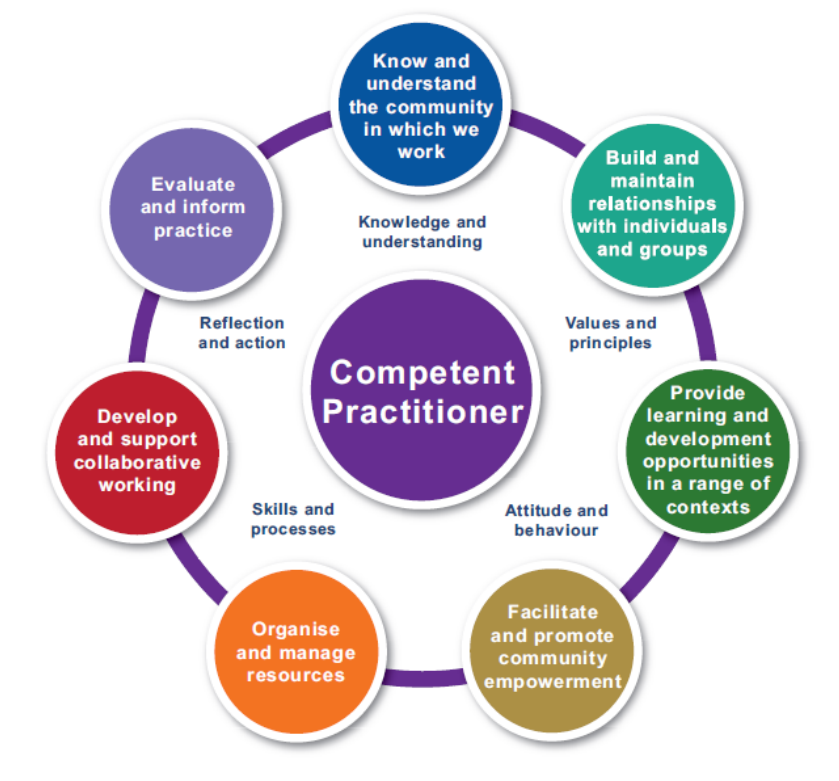 Know and
understand
the community
in which we
work
Build and
maintain
relationships
with individuals
and groups
Provide
learning and
development
opportunities
in a range of
contexts
Facilitate
and promote
community
empowerment
Organise
and manage
resources
Develop
and support
collaborative
working
Evaluate
and inform
practice
Knowledge and
understanding
Values and
principles
Attitude and
behaviour
Skills and
processes
Reflection
and action
Competent
Practitioner